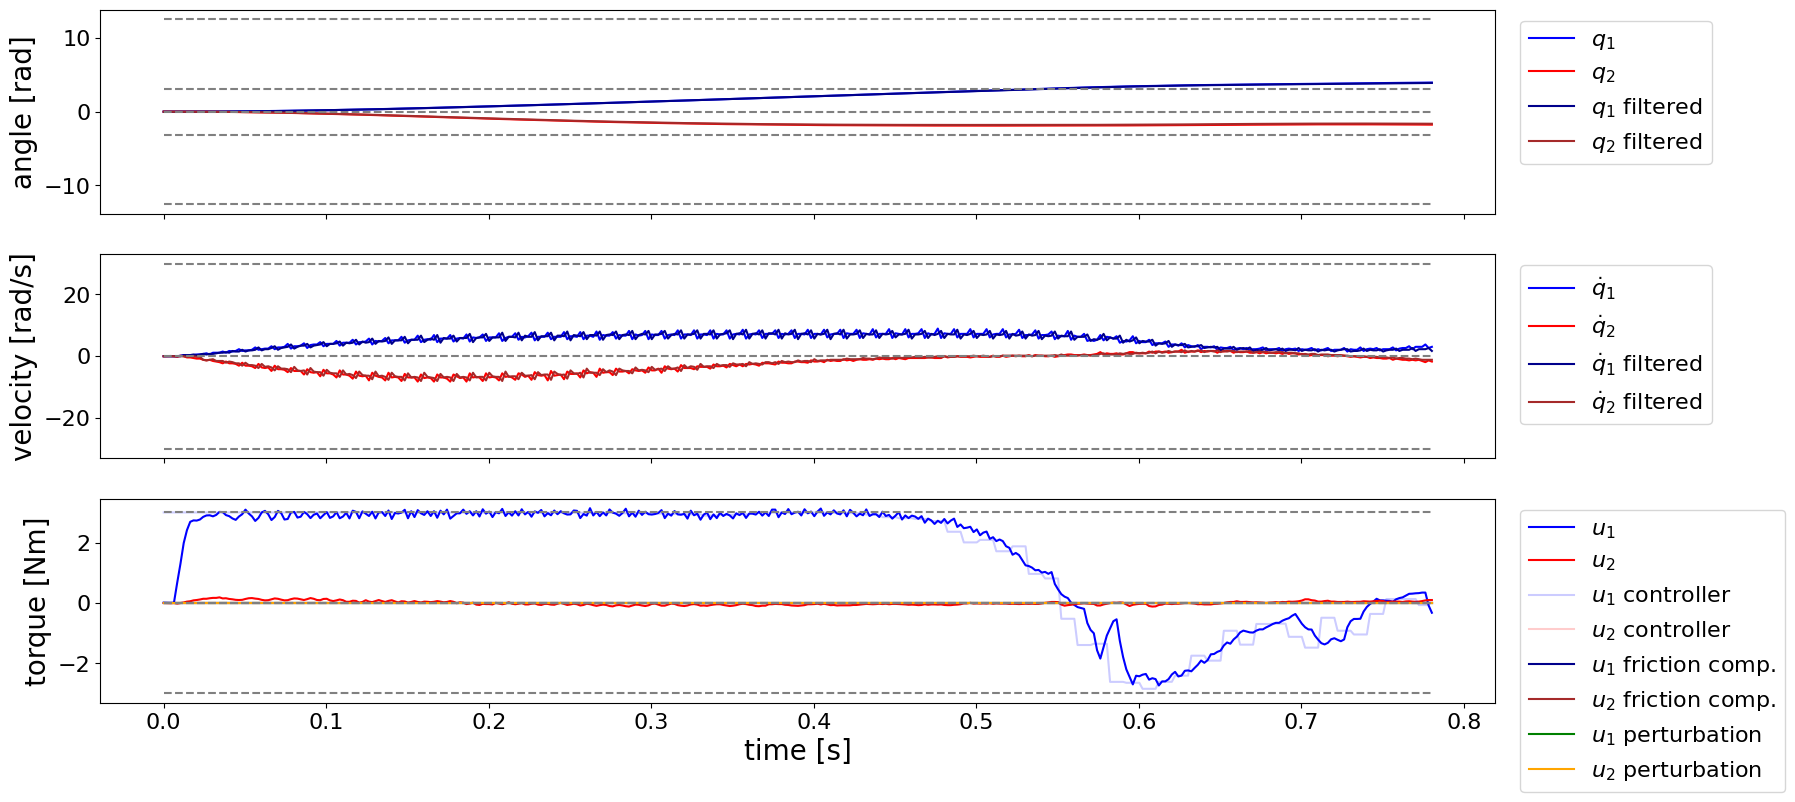 angle [rad]
10
0
−10
q₁
q₂
q₁ filtered
q₂ filtered
velocity [rad/s]
20
0
−20
q̇₁
q̇₂
q̇₁ filtered
q̇₂ filtered
torque [Nm]
2
0
−2
0.0 0.1 0.2 0.3 0.4 0.5 0.6 0.7 0.8
time [s]
u₁
u₂
u₁ controller
u₂ controller
u₁ friction comp.
u₂ friction comp.
u₁ perturbation
u₂ perturbation